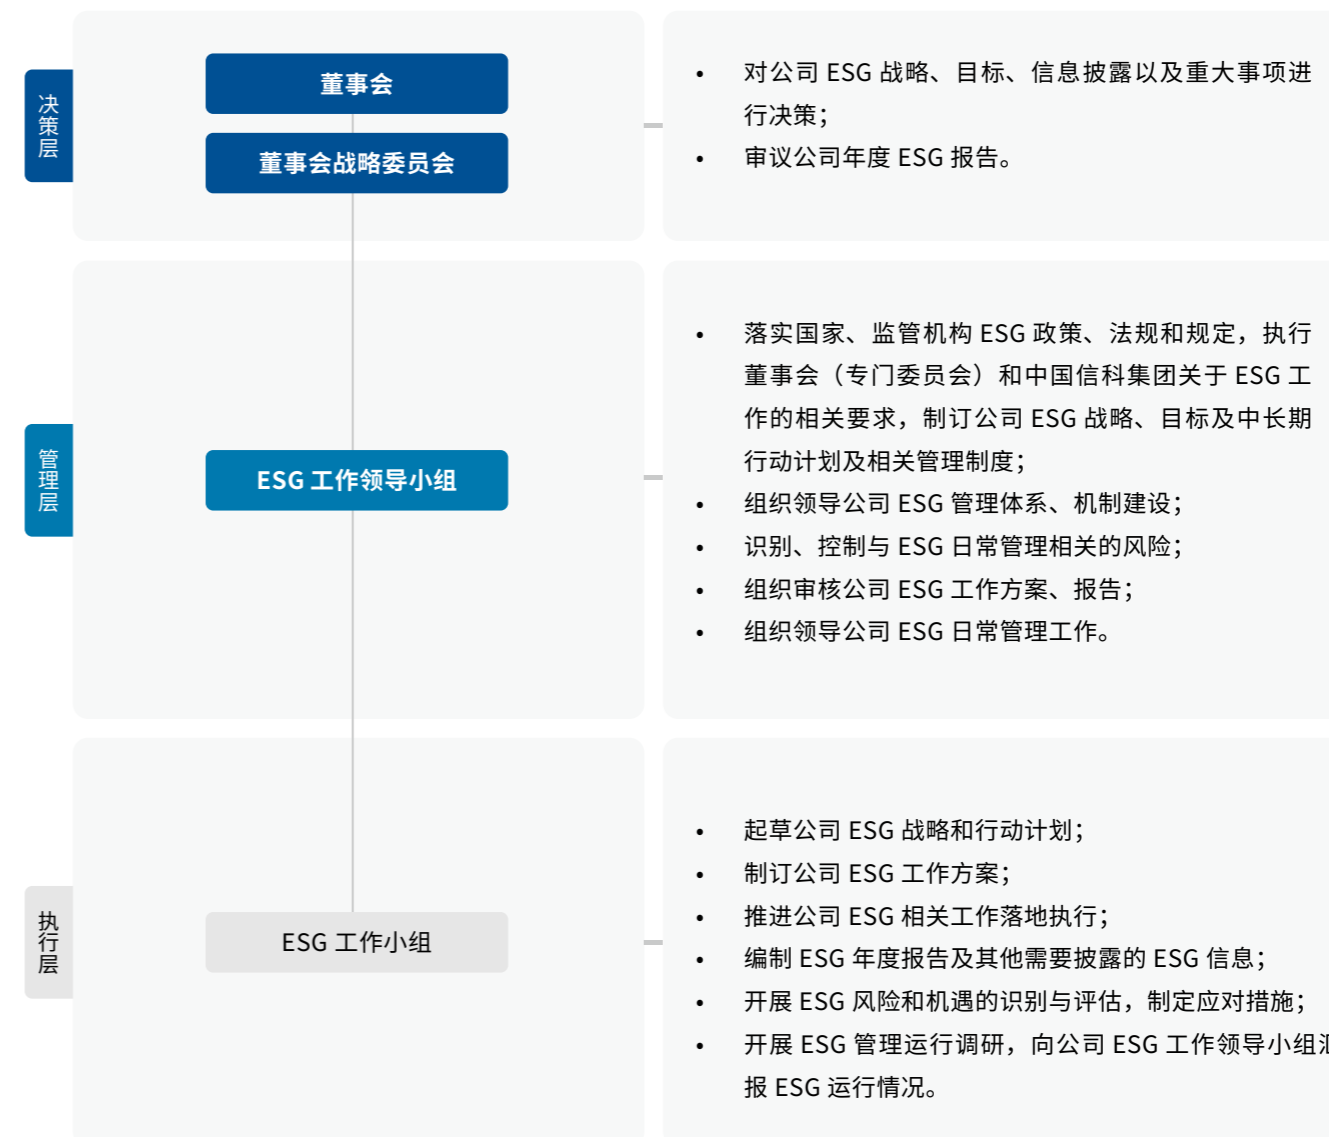 决策层
董事会
董事会战略委员会
• 对公司 ESG 战略、目标、信息披露以及重大事项进
行决策；
• 审议公司年度 ESG 报告。
管理层
ESG 工作领导小组
• 落实国家、监管机构 ESG 政策、法规和规定，执行
董事会（专门委员会）和中国信科集团关于 ESG 工
作的相关要求，制订公司 ESG 战略、目标及中长期
行动计划及相关管理制度；
• 组织领导公司 ESG 管理体系、机制建设；
• 识别、控制与 ESG 日常管理相关的风险；
• 组织审核公司 ESG 工作方案、报告；
• 组织领导公司 ESG 日常管理工作。
执行层
ESG 工作小组
• 起草公司 ESG 战略和行动计划；
• 制订公司 ESG 工作方案；
• 推进公司 ESG 相关工作落地执行；
• 编制 ESG 年度报告及其他需要披露的 ESG 信息；
• 开展 ESG 风险和机遇的识别与评估，制定应对措施；
• 开展 ESG 管理运行调研，向公司 ESG 工作领导小组汇
报 ESG 运行情况。